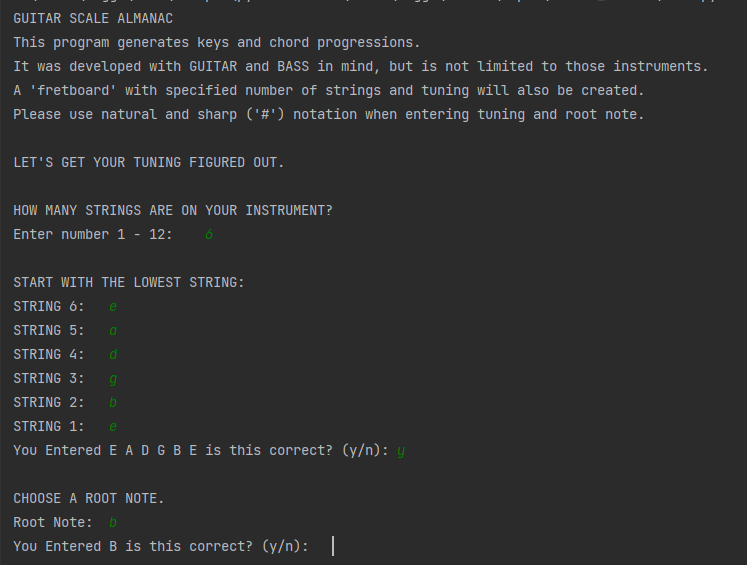 GUITAR SCALE ALMANAC
This program generates keys and chord progressions.
It was developed with GUITAR and BASS in mind, but is not limited to those instruments.
A 'fretboard' with specified number of strings and tuning will also be created.
Please use natural and sharp ('#') notation when entering tuning and root note.
LET'S GET YOUR TUNING FIGURED OUT.
HOW MANY STRINGS ARE ON YOUR INSTRUMENT?
Enter number 1 - 12: 6
START WITH THE LOWEST STRING:
STRING 6: e
STRING 5: a
STRING 4: d
STRING 3: g
STRING 2: b
STRING 1: e
You Entered E A D G B E is this correct? (y/n): y
CHOOSE A ROOT NOTE.
Root Note: b
You Entered B is this correct? (y/n):